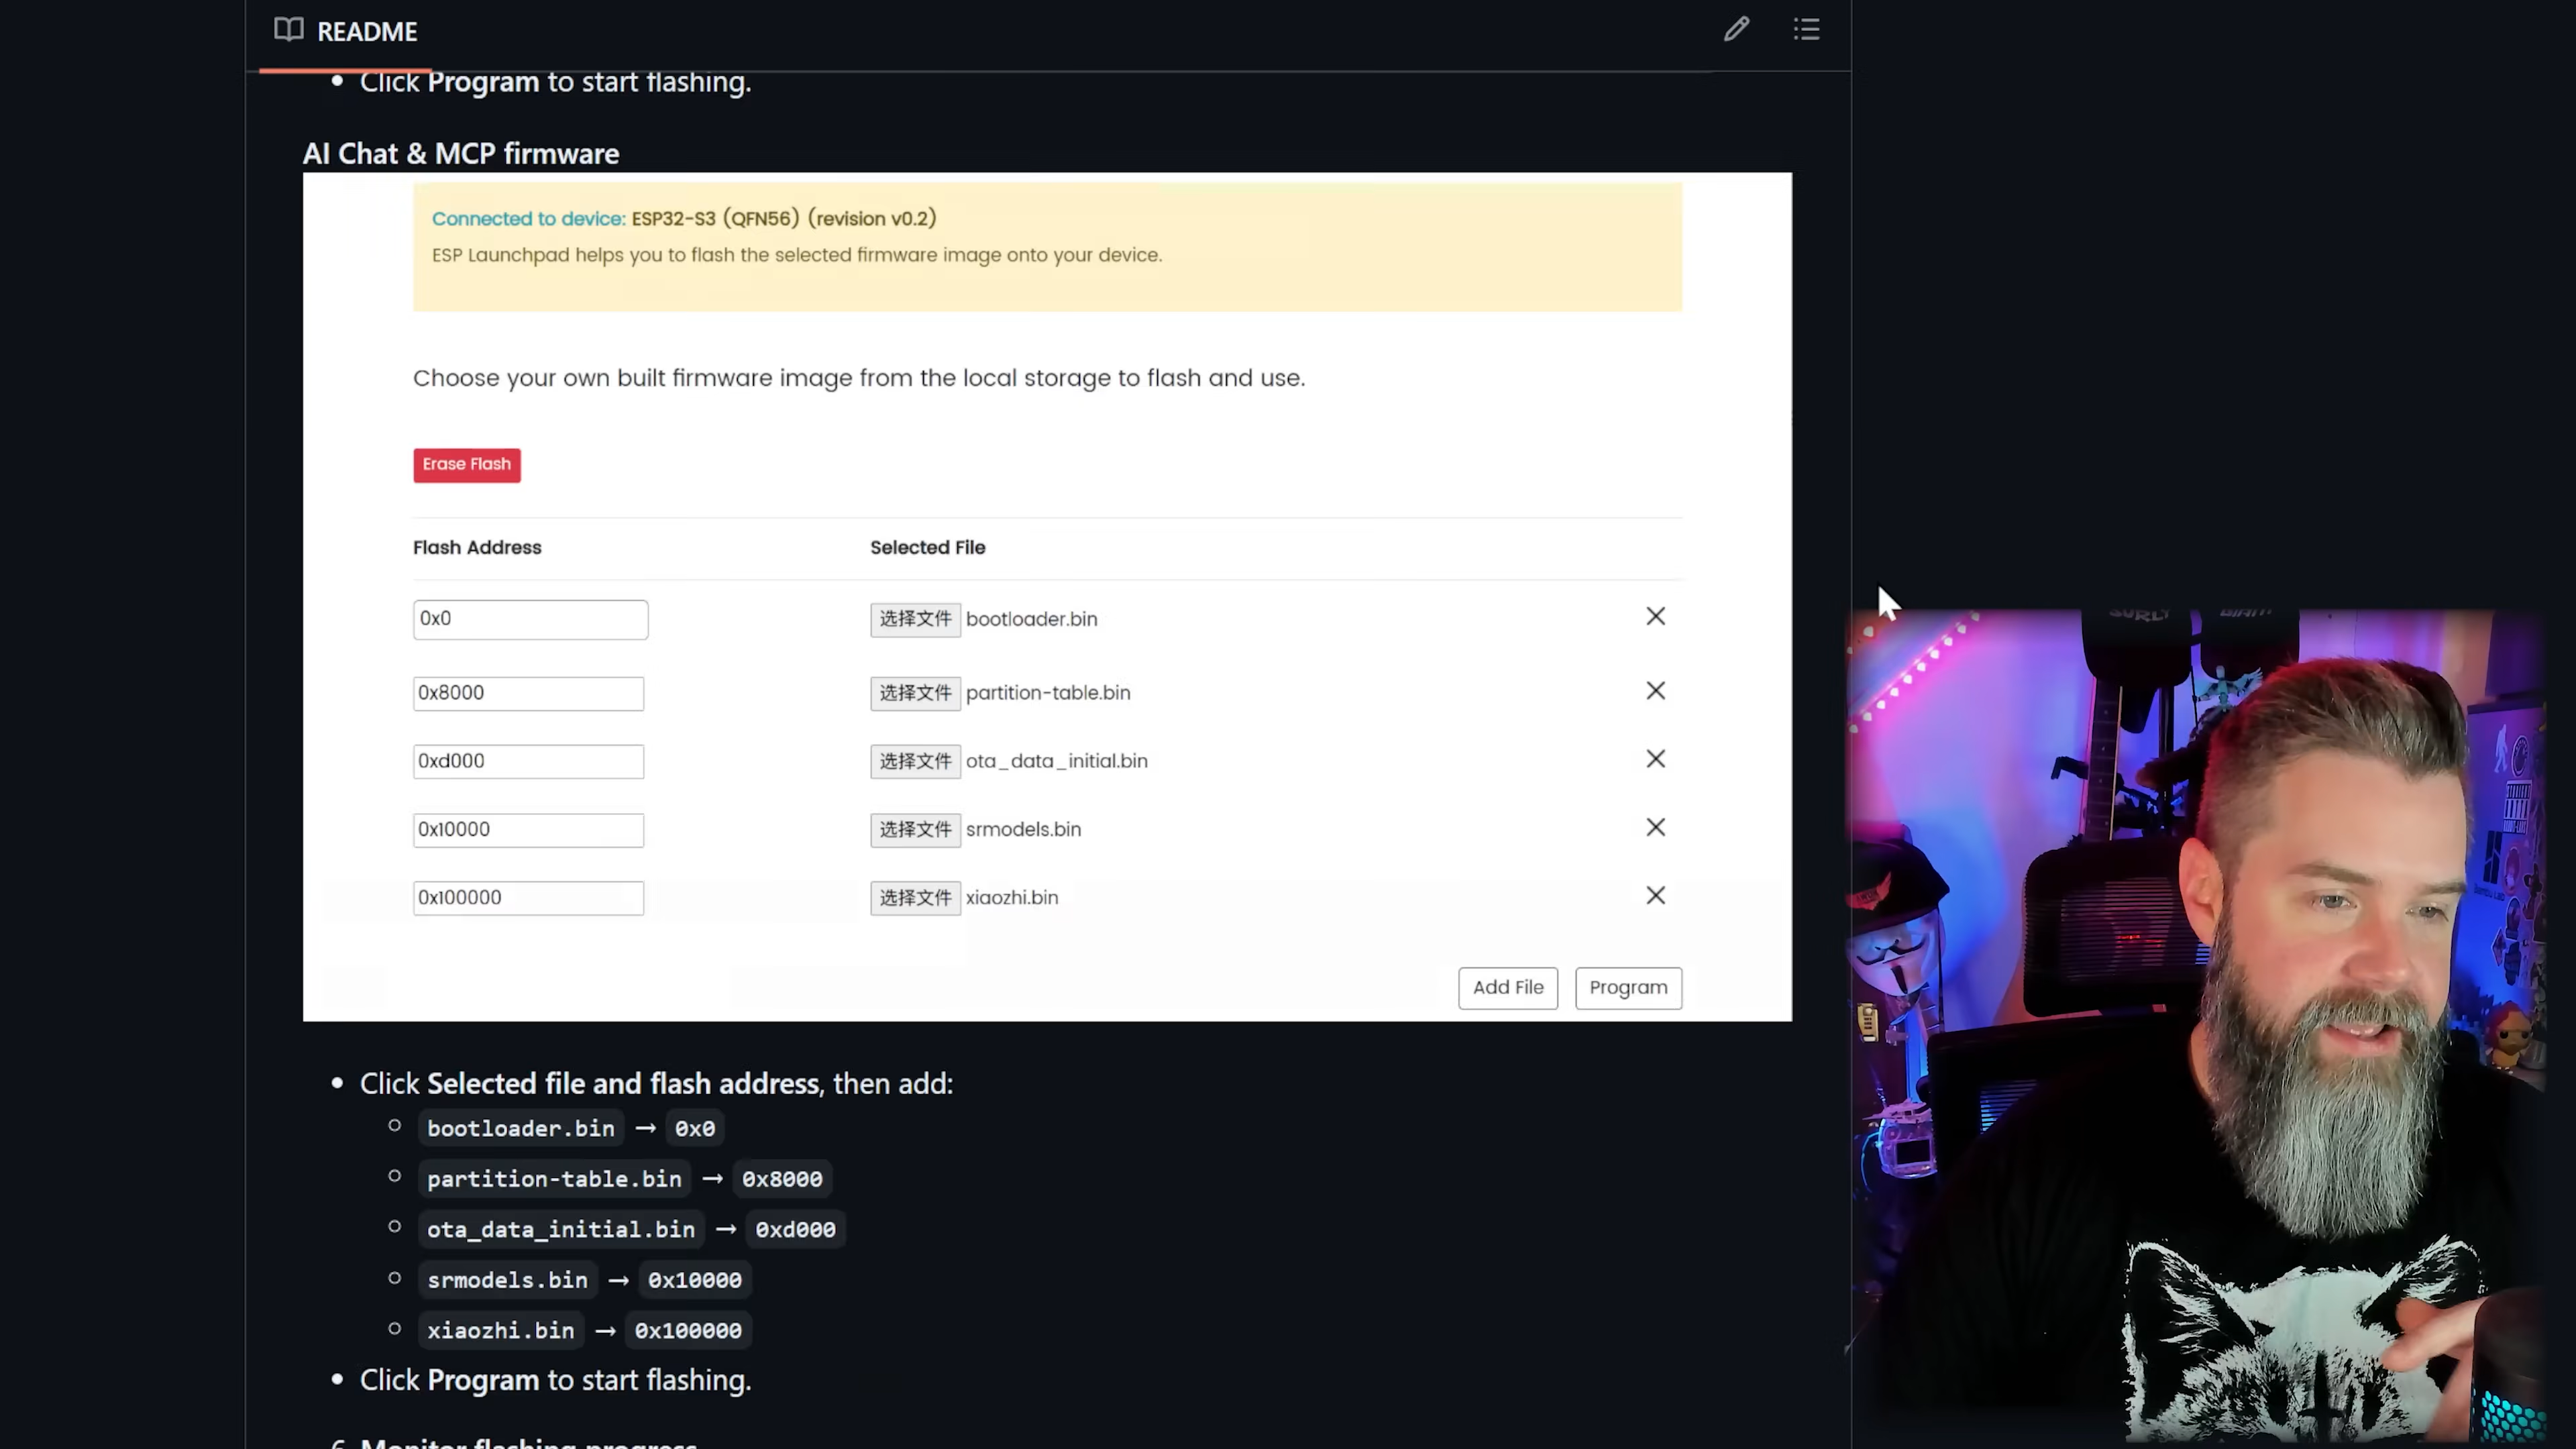 README
Click Program to start flashing.
AI Chat & MCP firmware
Connected to device: ESP32-S3 (QFN56) (revision v0.2)
ESP Launchpad helps you to flash the selected firmware image onto your device.
Choose your own built firmware image from the local storage to flash and use.
Erase Flash
Flash Address Selected File
0x0 选择文件 bootloader.bin
0x8000 选择文件 partition-table.bin
0xd000 选择文件 ota_data_initial.bin
0x10000 选择文件 srmodels.bin
0x100000 选择文件 xiaozhi.bin
Add File Program
Click Selected file and flash address, then add:
bootloader.bin → 0x0
partition-table.bin → 0x8000
ota_data_initial.bin → 0xd000
srmodels.bin → 0x10000
xiaozhi.bin → 0x100000
Click Program to start flashing.
6. Monitor flashing progress
SURLY
GIANT